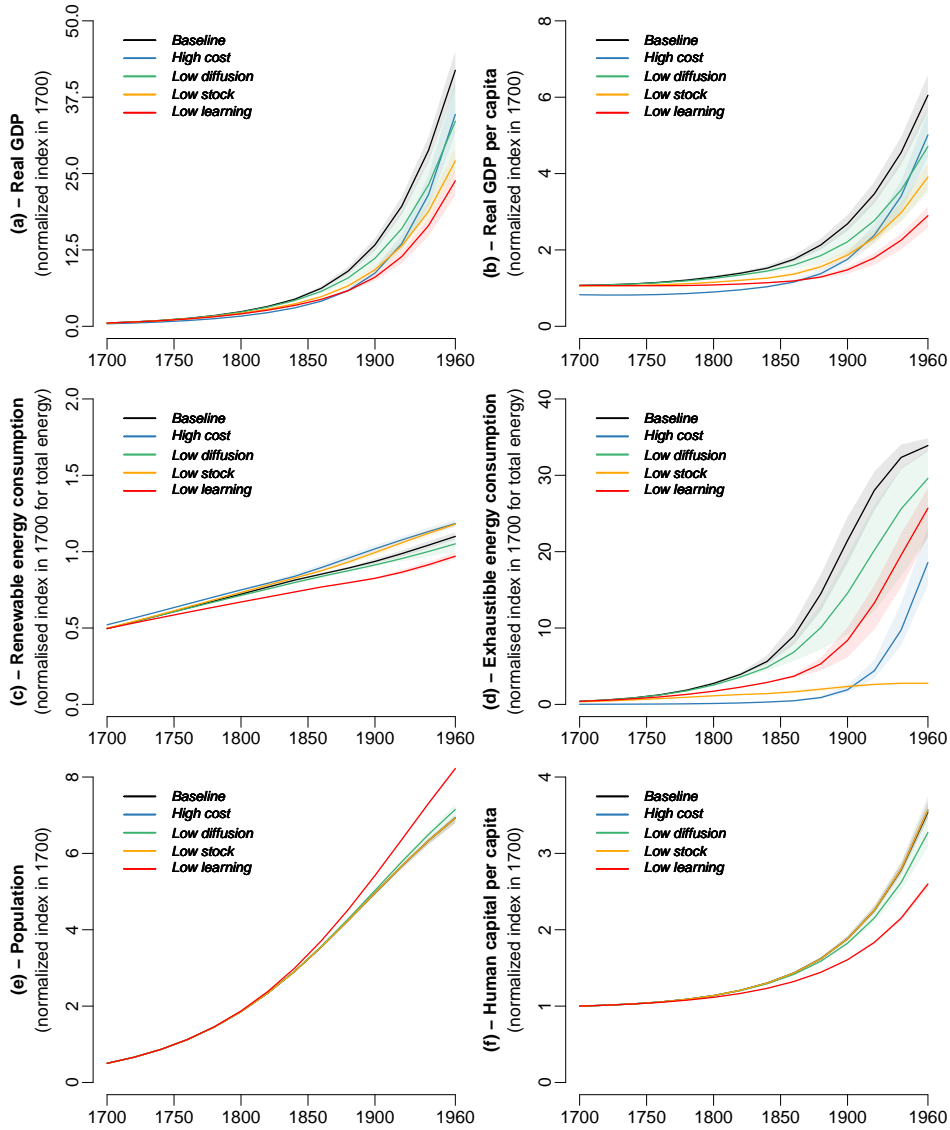 (a) – Real GDP
(normalized index in 1700)
0.0 12.5 25.0 37.5 50.0
Baseline
High cost
Low diffusion
Low stock
Low learning
1700 1750 1800 1850 1900 1960
(b) – Real GDP per capita
(normalized index in 1700)
0 2 4 6 8
Baseline
High cost
Low diffusion
Low stock
Low learning
1700 1750 1800 1850 1900 1960
(c) – Renewable energy consumption
(normalised index in 1700 for total energy)
0.0 0.5 1.0 1.5 2.0
Baseline
High cost
Low diffusion
Low stock
Low learning
1700 1750 1800 1850 1900 1960
(d) – Exhaustible energy consumption
(normalised index in 1700 for total energy)
0 10 20 30 40
Baseline
High cost
Low diffusion
Low stock
Low learning
1700 1750 1800 1850 1900 1960
(e) – Population
(normalized index in 1700)
0 2 4 6 8
Baseline
High cost
Low diffusion
Low stock
Low learning
1700 1750 1800 1850 1900 1960
(f) – Human capital per capita
(normalized index in 1700)
0 1 2 3 4
Baseline
High cost
Low diffusion
Low stock
Low learning
1700 1750 1800 1850 1900 1960